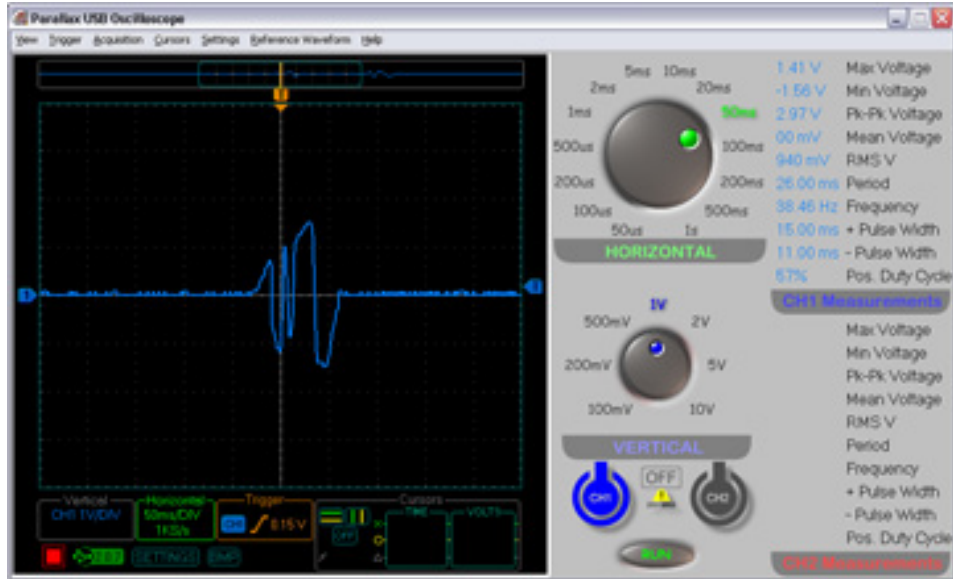 Parallax USB Oscilloscope
View Trigger Acquisition Cursors Settings Reference Waveform Help
5ms 10ms
2ms 20ms
1ms 50ms
500us 100ms
200us 200ms
100us 500ms
50us 1s
HORIZONTAL
1.41 V Max Voltage
-1.56 V Min Voltage
2.97 V Pk-Pk Voltage
00 mV Mean Voltage
940 mV RMS V
26.00 ms Period
38.46 Hz Frequency
15.00 ms + Pulse Width
11.00 ms - Pulse Width
57% Pos. Duty Cycle
CH1 Measurements
1V
500mV 2V
200mV 5V
100mV 10V
VERTICAL
OFF
CH1 CH2
RUN
Max Voltage
Min Voltage
Pk-Pk Voltage
Mean Voltage
RMS V
Period
Frequency
+ Pulse Width
- Pulse Width
Pos. Duty Cycle
CH2 Measurements
Vertical Horizontal Trigger Cursors
CH1 1V/DIV 50ms/DIV CH1 0.15 V TIME VOLTS
1KS/s OFF
SETTINGS BMP